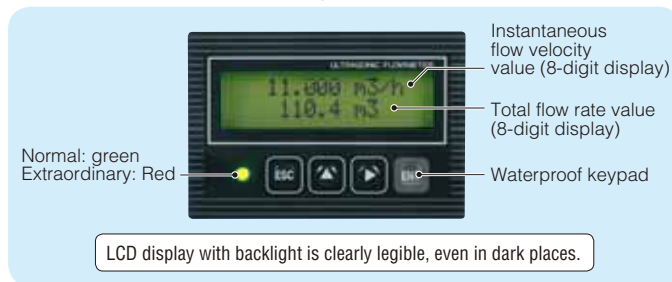 Instantaneous
flow velocity
value (8-digit display)
ULTRASONIC FLOWMETER
11.000 m3/h
110.4 m3
Total flow rate value
(8-digit display)
Normal: green
Extraordinary: Red
ESC
Waterproof keypad
LCD display with backlight is clearly legible, even in dark places.